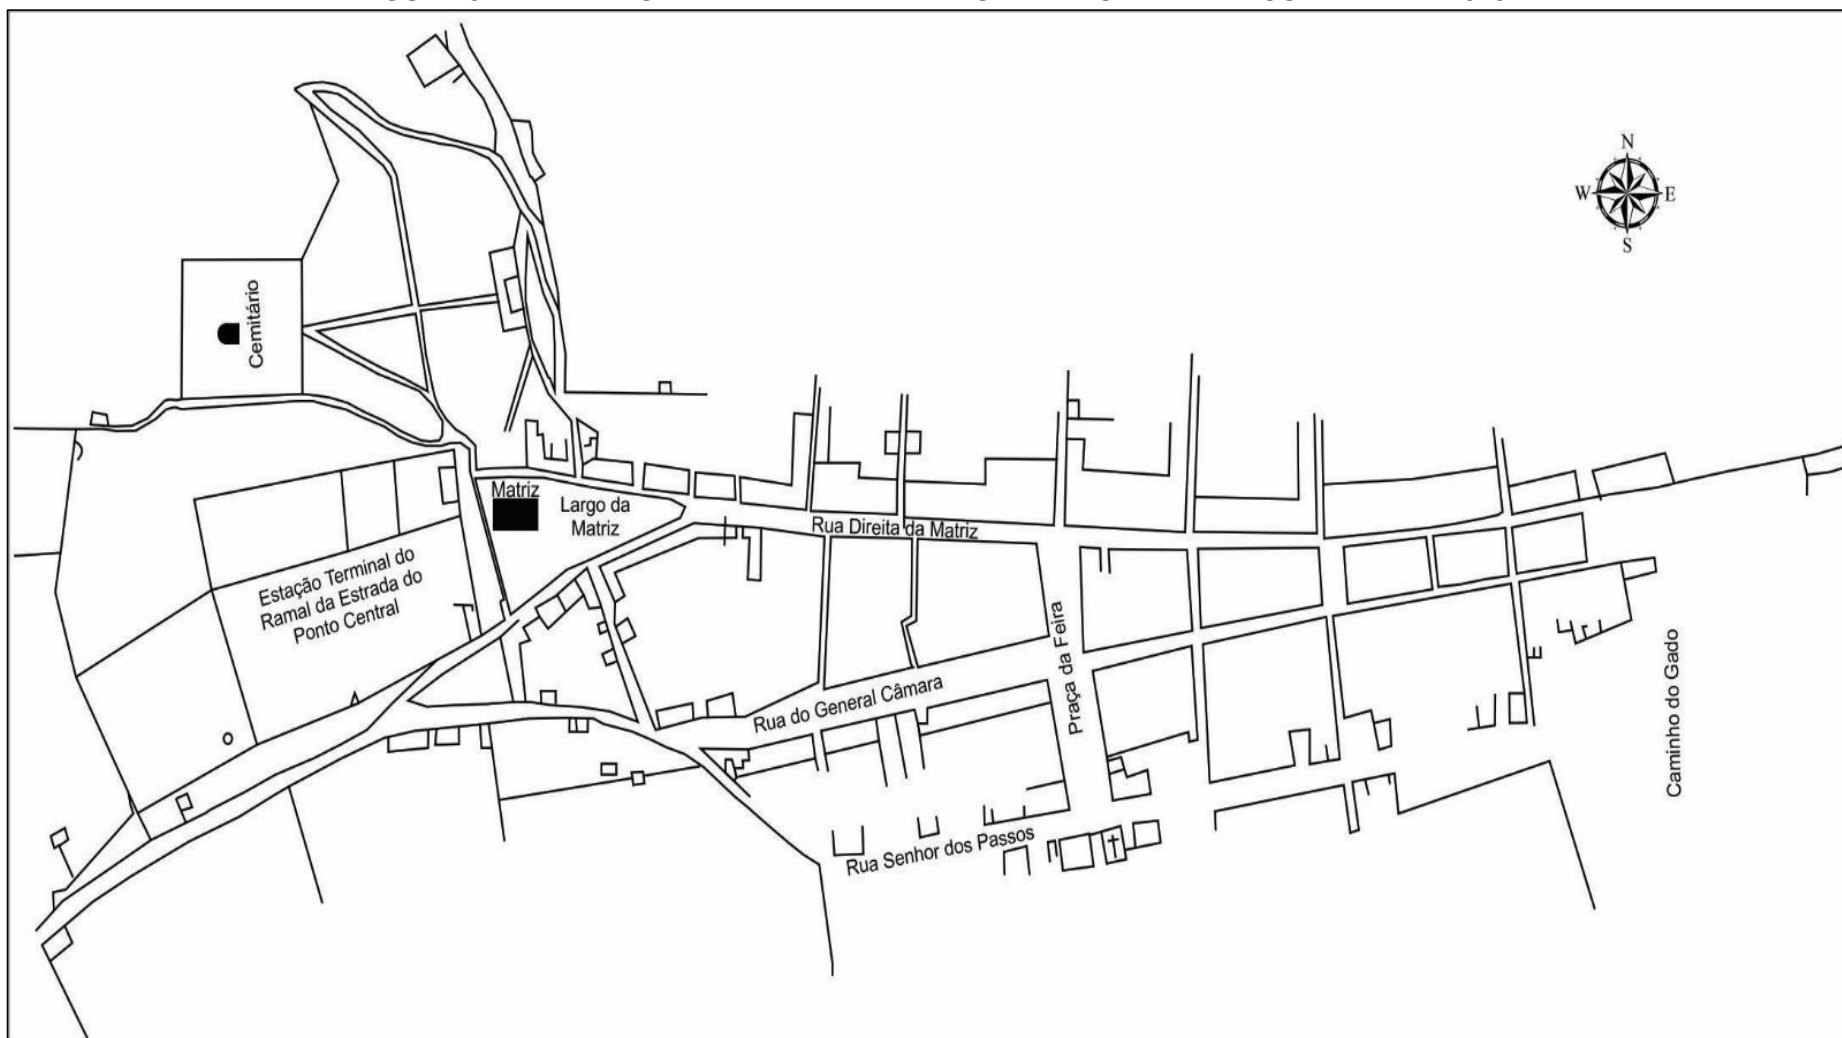 N
W E
S
Cemitério
Matriz
Largo da
Matriz
Rua Direita da Matriz
Estação Terminal do
Ramal da Estrada do
Ponto Central
Praça da Feira
Rua do General Câmara
Caminho do Gado
Rua Senhor dos Passos